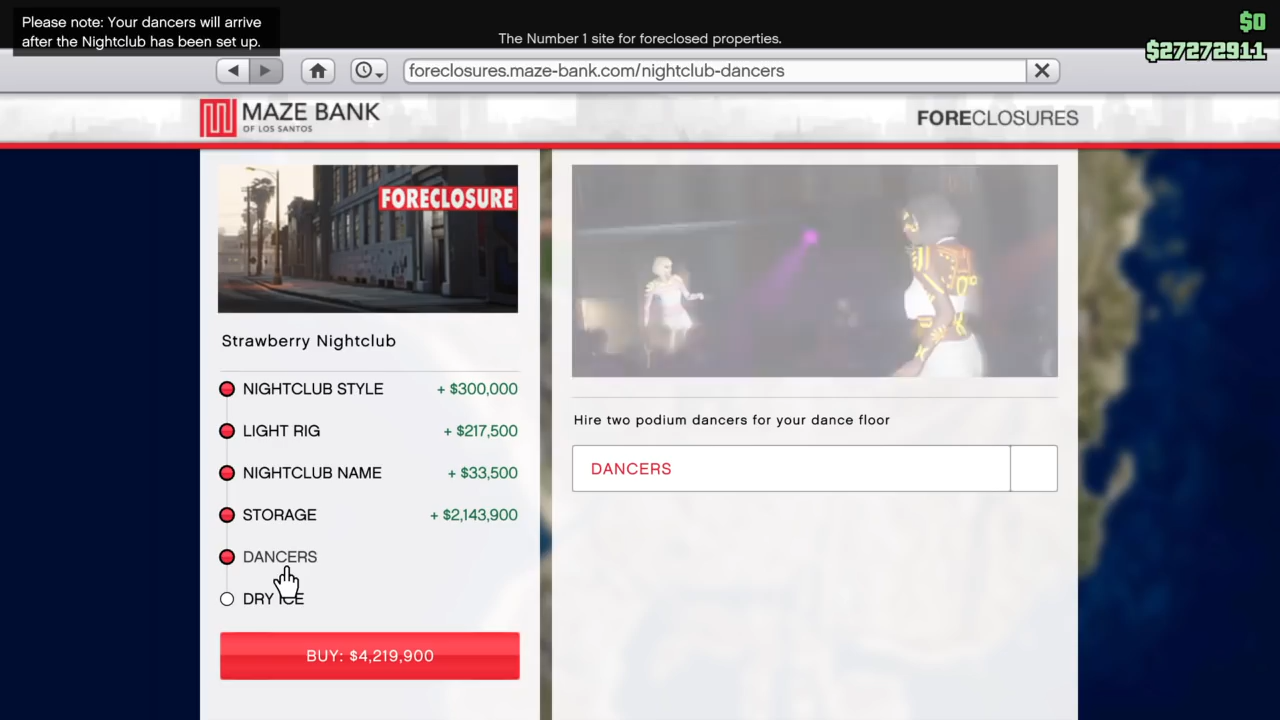 Please note: Your dancers will arrive
after the Nightclub has been set up.
The Number 1 site for foreclosed properties.
$0
$27272911
foreclosures.maze-bank.com/nightclub-dancers
MAZE BANK
OF LOS SANTOS
FORECLOSURES
FORECLOSURE
Strawberry Nightclub
NIGHTCLUB STYLE + $300,000
LIGHT RIG + $217,500
NIGHTCLUB NAME + $33,500
STORAGE + $2,143,900
DANCERS
DRY ICE
BUY: $4,219,900
Hire two podium dancers for your dance floor
DANCERS